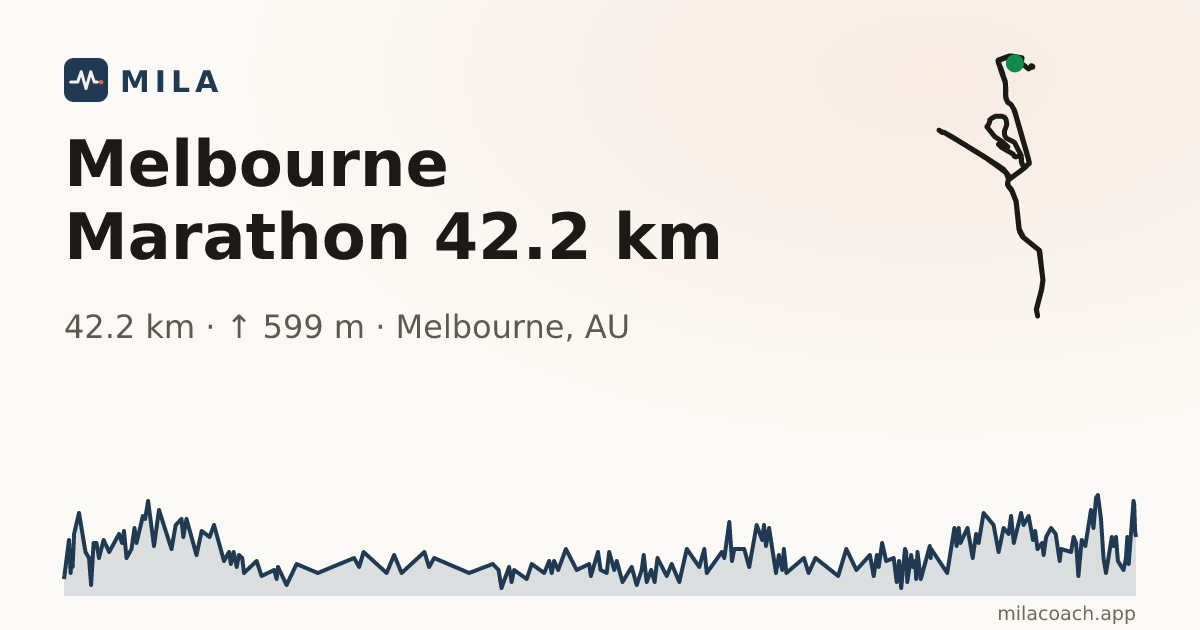 MILA
Melbourne
Marathon 42.2 km
42.2 km · ↑ 599 m · Melbourne, AU
milacoach.app